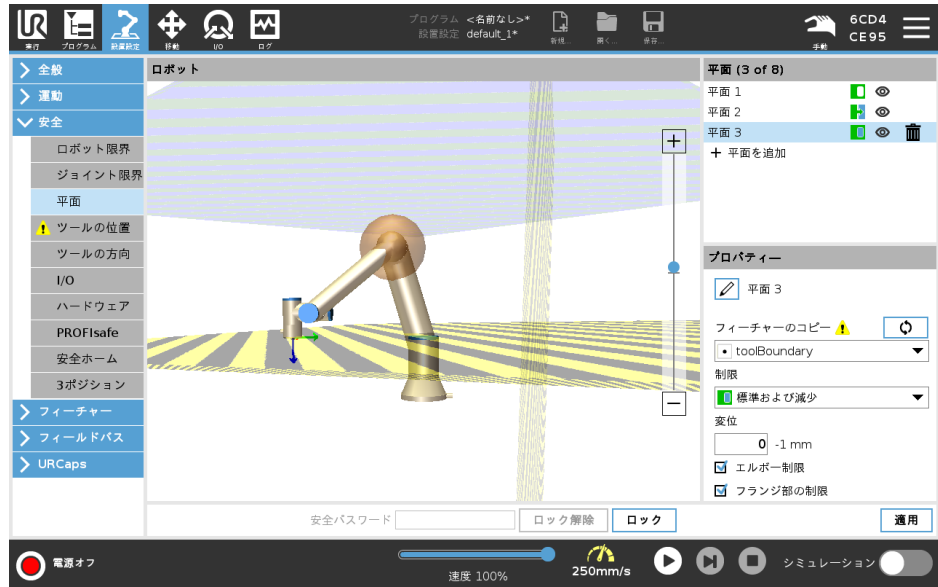 プログラム <名前なし>*
設置設定 default_1*
実行
プログラム
設置設定
移動
I/O
ログ
新規...
開く...
保存...
手動
6CD4
CE95
全般
運動
安全
ロボット限界
ジョイント限界
平面
ツールの位置
ツールの方向
I/O
ハードウェア
PROFIsafe
安全ホーム
3ポジション
フィーチャー
フィールドバス
URCaps
ロボット
平面 (3 of 8)
平面 1
平面 2
平面 3
平面を追加
プロパティー
平面 3
フィーチャーのコピー
toolBoundary
制限
標準および減少
変位
0 -1 mm
エルボー制限
フランジ部の制限
安全パスワード ロック解除 ロック 適用
電源オフ
速度 100%
250mm/s
シミュレーション